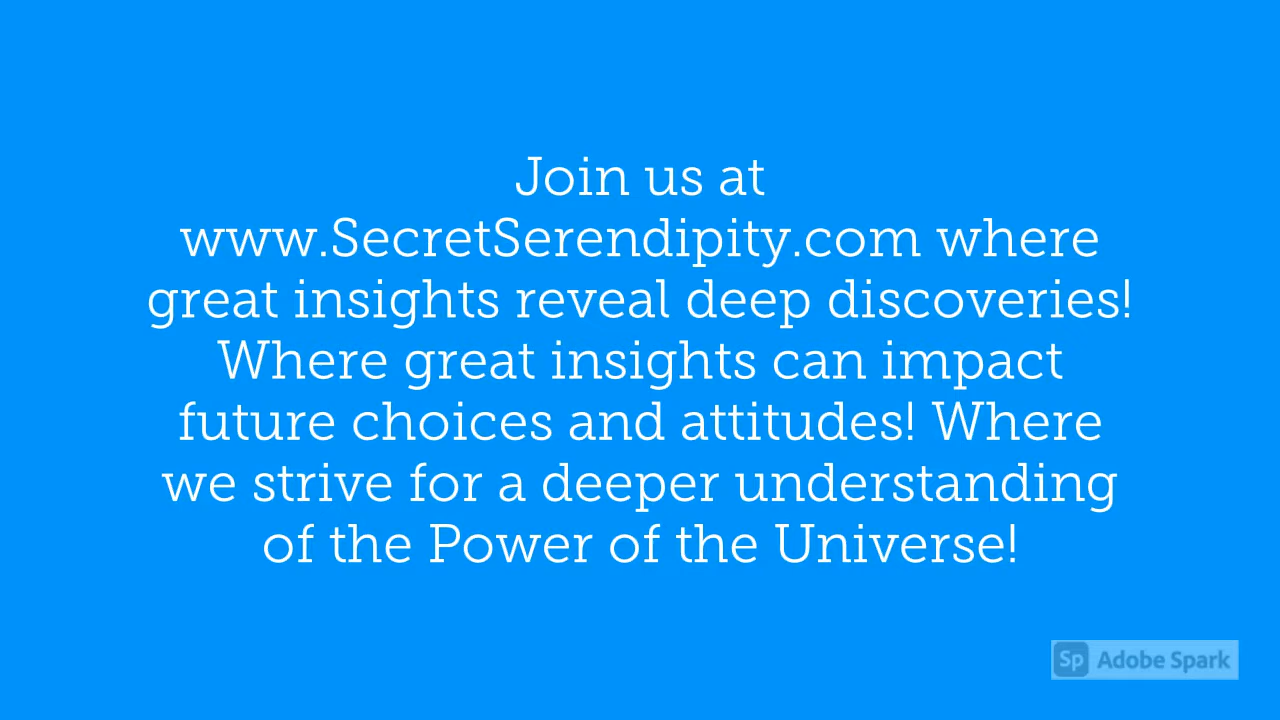 Join us at
www.SecretSerendipity.com where
great insights reveal deep discoveries!
Where great insights can impact
future choices and attitudes! Where
we strive for a deeper understanding
of the Power of the Universe!
Sp Adobe Spark